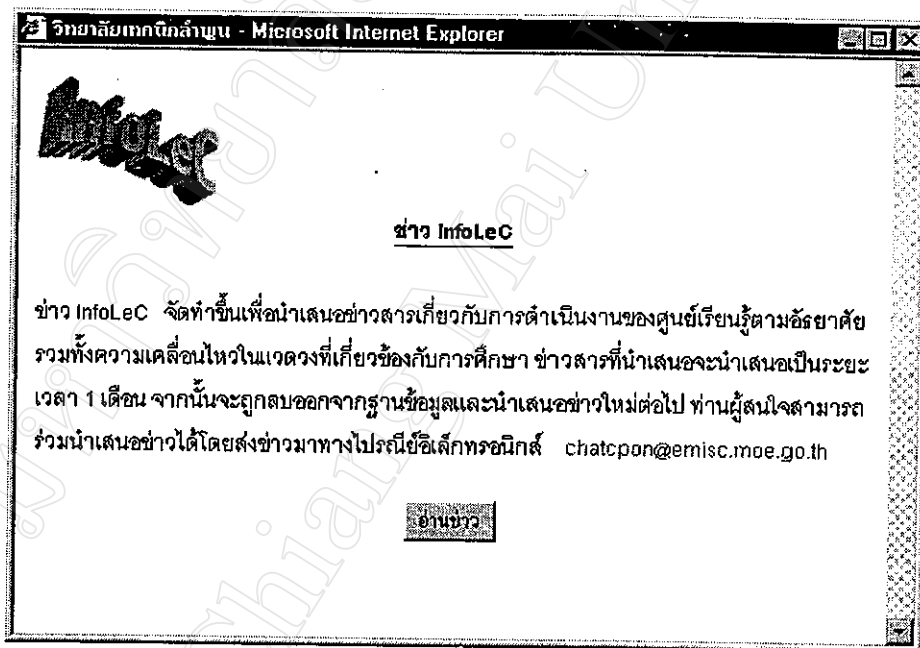 วิทยาลัยเทคนิคลำพูน - Microsoft Internet Explorer
InfoLeC
ข่าว InfoLeC
ข่าว InfoLeC จัดทำขึ้นเพื่อนำเสนอข่าวสารเกี่ยวกับการดำเนินงานของศูนย์เรียนรู้ตามอัธยาศัย
รวมทั้งความเคลื่อนไหวในแวดวงที่เกี่ยวข้องกับการศึกษา ข่าวสารที่นำเสนอจะนำเสนอเป็นระยะ
เวลา 1 เดือน จากนั้นจะถูกลบออกจากฐานข้อมูลและนำเสนอข่าวใหม่ต่อไป ท่านผู้สนใจสามารถ
ร่วมนำเสนอข่าวได้โดยส่งข่าวมาทางไปรณีย์อิเล็กทรอนิกส์ chatcpon@emisc.moe.go.th
อ่านข่าว